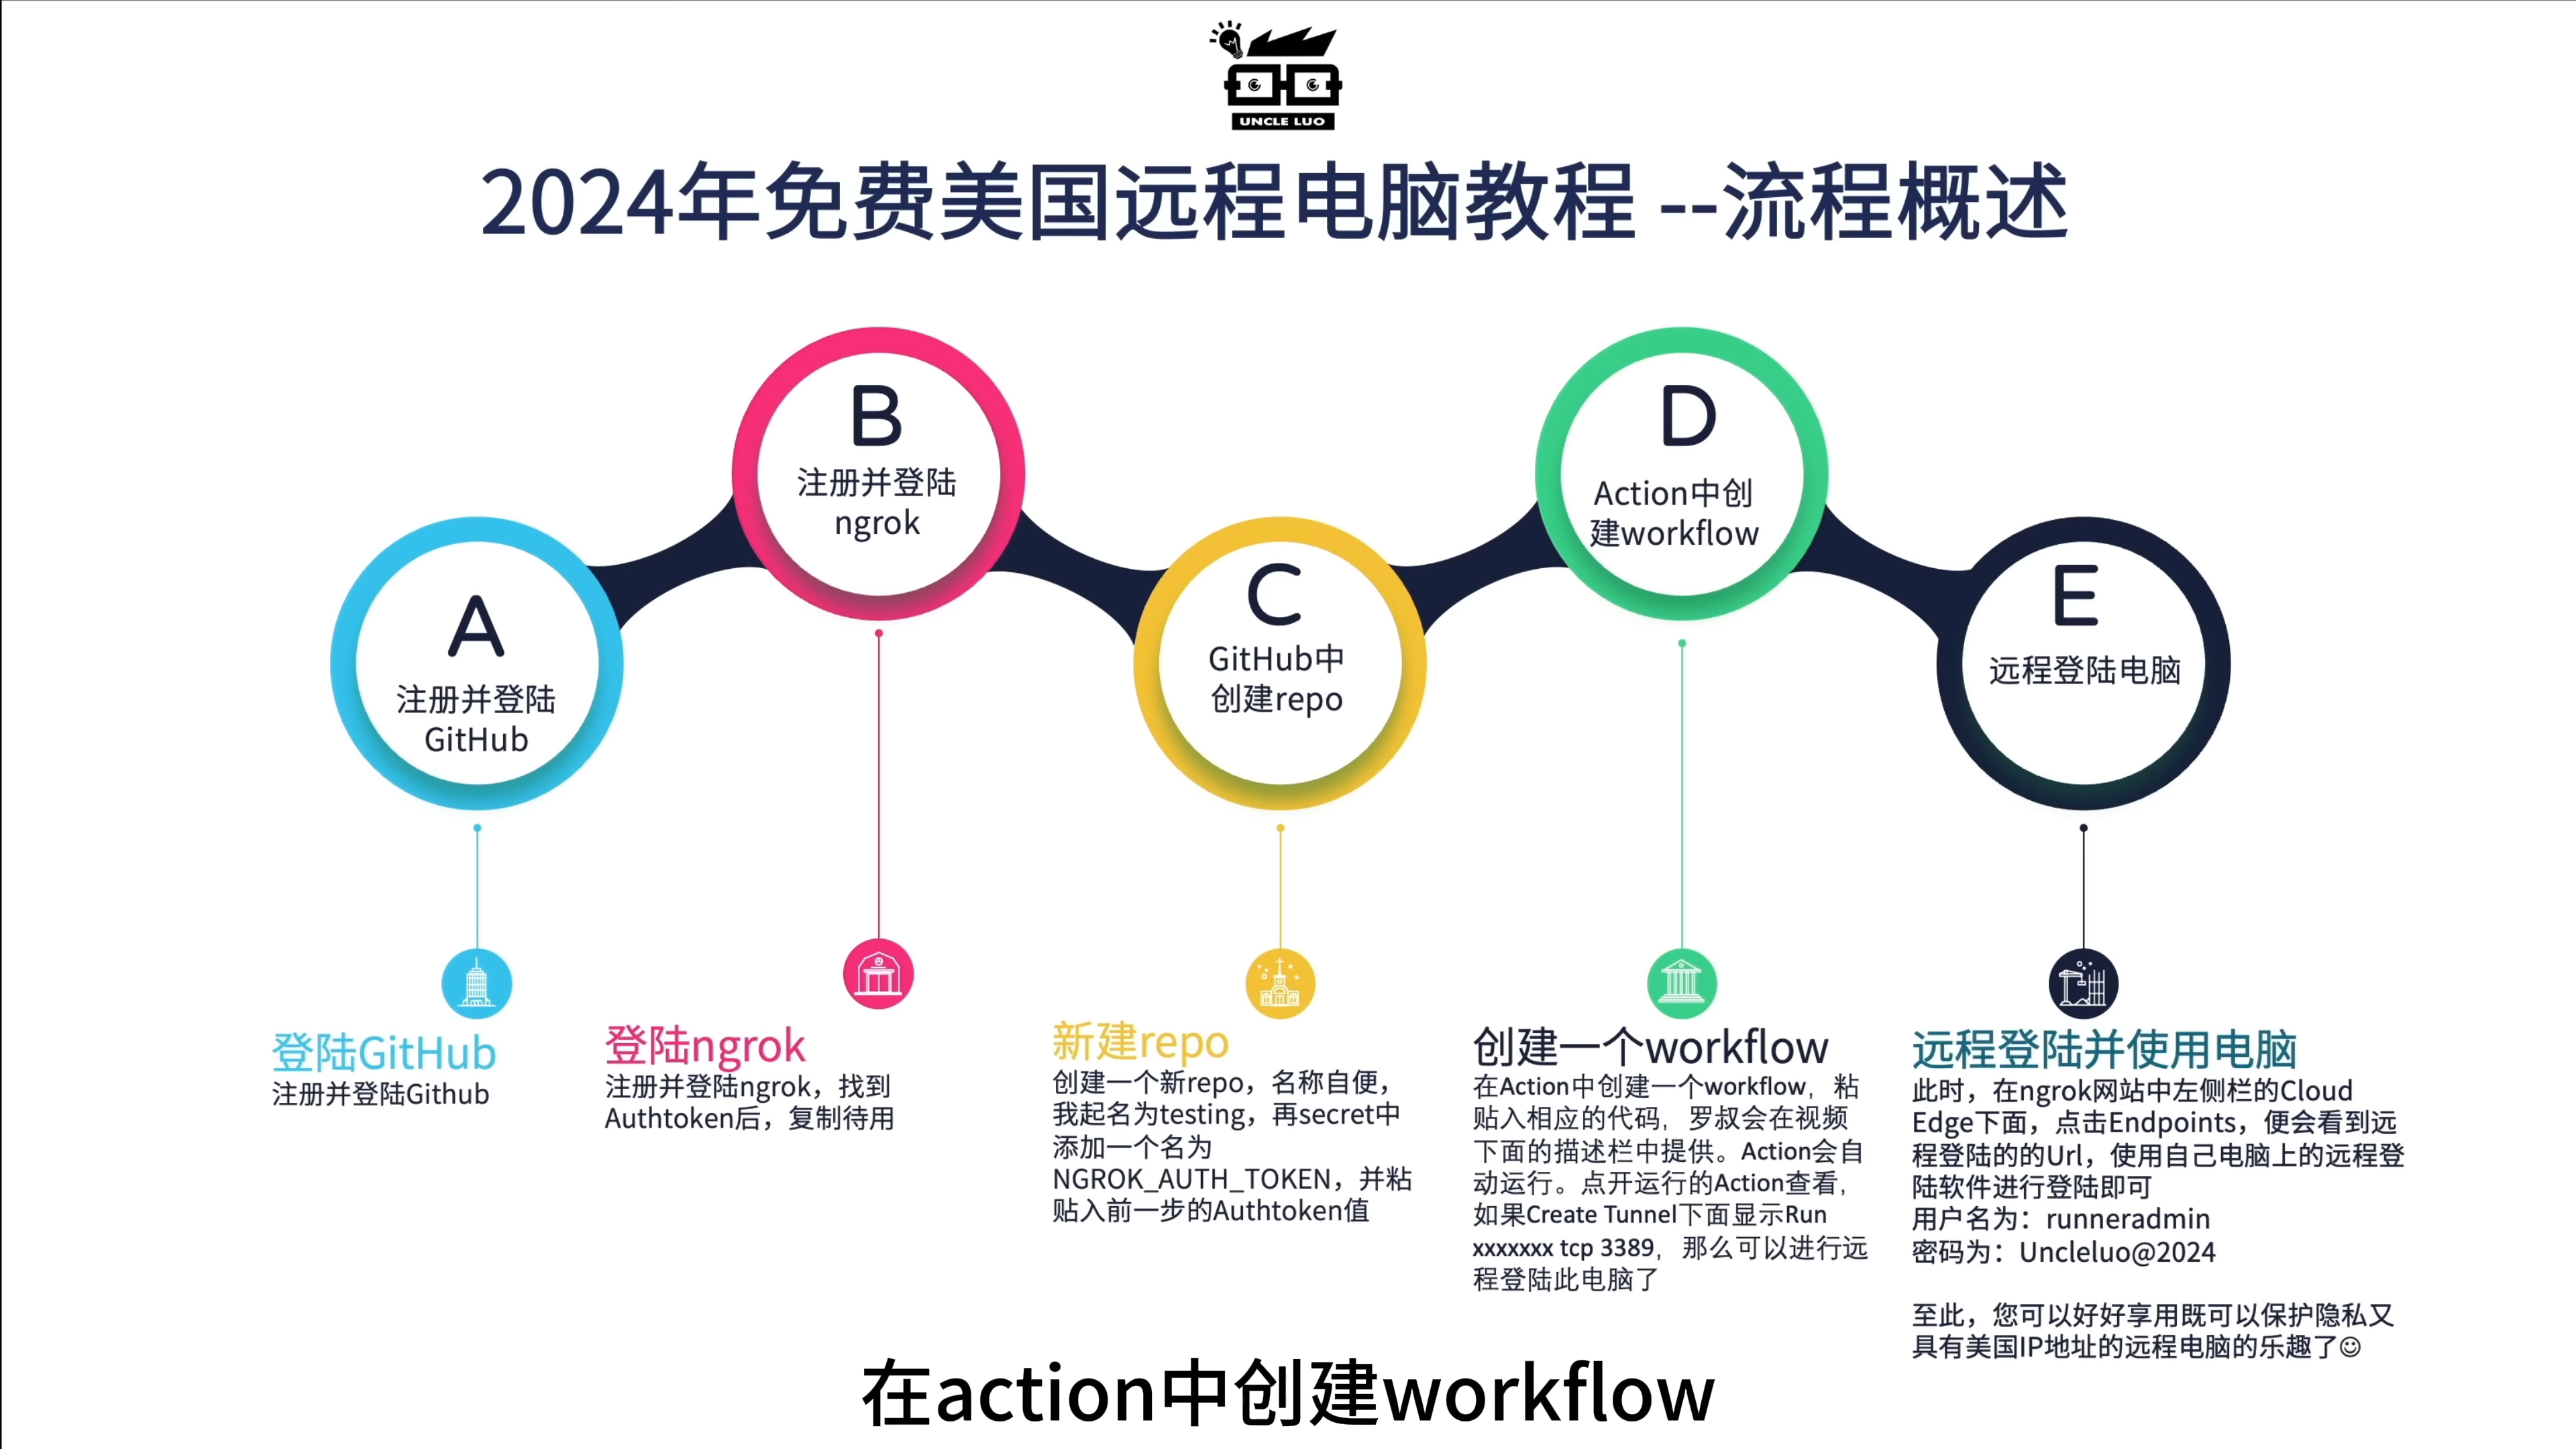 UNCLE LUO
2024年免费美国远程电脑教程 --流程概述
A
注册并登陆
GitHub
B
注册并登陆
ngrok
C
GitHub中
创建repo
D
Action中创
建workflow
E
远程登陆电脑
登陆GitHub
注册并登陆Github
登陆ngrok
注册并登陆ngrok，找到
Authtoken后，复制待用
新建repo
创建一个新repo，名称自便，
我起名为testing，再secret中
添加一个名为
NGROK_AUTH_TOKEN，并粘
贴入前一步的Authtoken值
创建一个workflow
在Action中创建一个workflow，粘
贴入相应的代码，罗叔会在视频
下面的描述栏中提供。Action会自
动运行。点开运行的Action查看，
如果Create Tunnel下面显示Run
xxxxxxx tcp 3389，那么可以进行远
程登陆此电脑了
远程登陆并使用电脑
此时，在ngrok网站中左侧栏的Cloud
Edge下面，点击Endpoints，便会看到远
程登陆的的Url，使用自己电脑上的远程登
陆软件进行登陆即可
用户名为：runneradmin
密码为：Uncleluo@2024
至此，您可以好好享用既可以保护隐私又
具有美国IP地址的远程电脑的乐趣了☺
在action中创建workflow